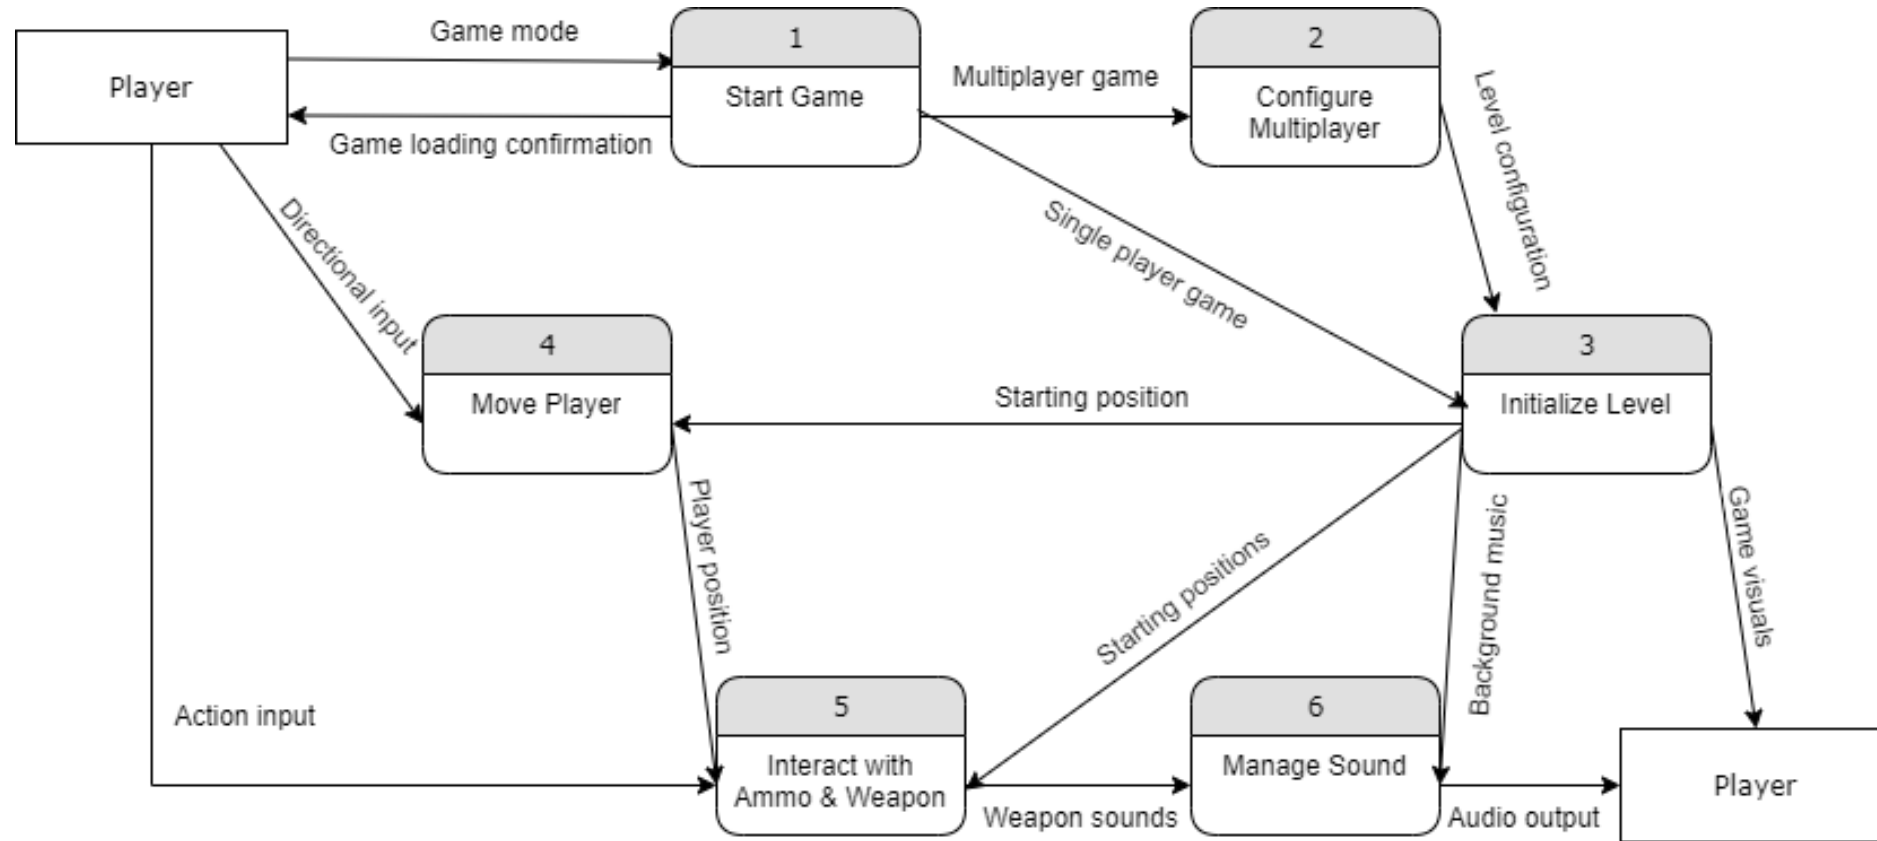 Game mode
1
2
Player
Start Game
Multiplayer game
Configure
Multiplayer
Level configuration
Game loading confirmation
Directional input
Single player game
4
3
Move Player
Starting position
Initialize Level
Player position
Starting positions
Background music
Game visuals
Action input
5
6
Interact with
Ammo & Weapon
Manage Sound
Player
Weapon sounds
Audio output